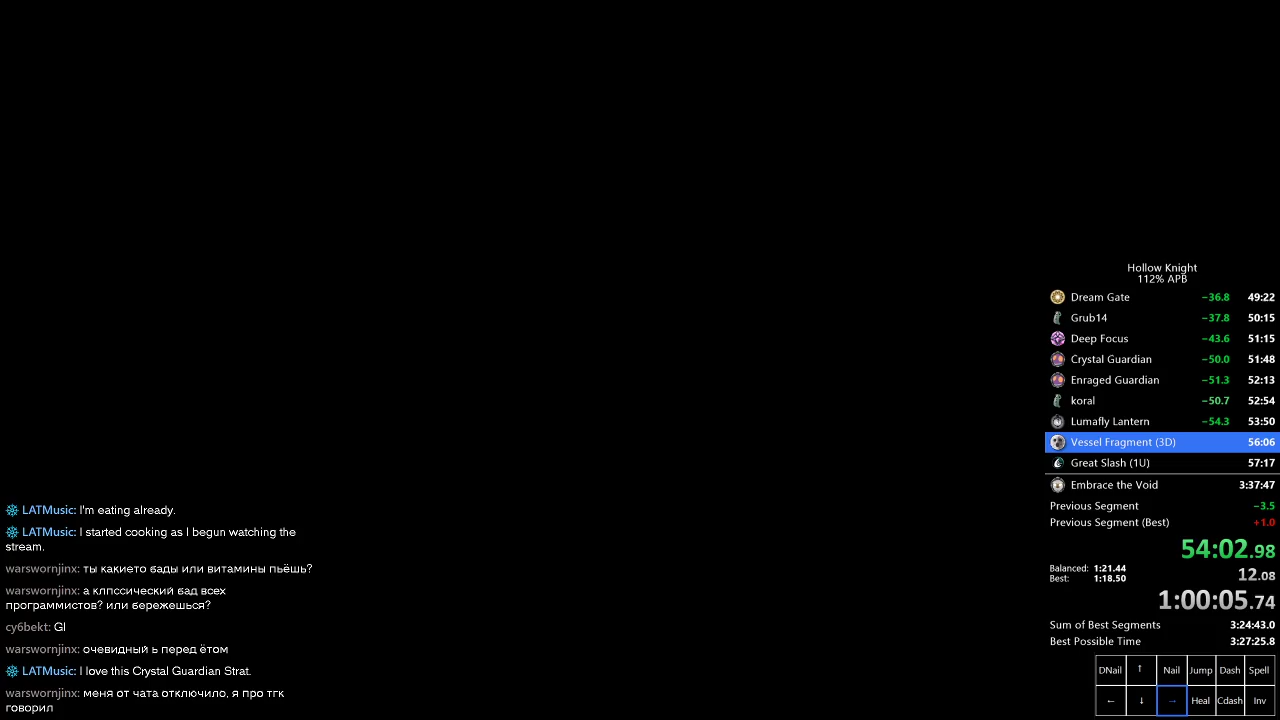 Hollow Knight
112% APB
Dream Gate −36.8 49:22
Grub14 −37.8 50:15
Deep Focus −43.6 51:15
Crystal Guardian −50.0 51:48
Enraged Guardian −51.3 52:13
koral −50.7 52:54
Lumafly Lantern −54.3 53:50
Vessel Fragment (3D) 56:06
Great Slash (1U) 57:17
Embrace the Void 3:37:47
Previous Segment −3.5
Previous Segment (Best) +1.0
54:02.98
Balanced: 1:21.44
Best: 1:18.50
12.08
1:00:05.74
Sum of Best Segments 3:24:43.0
Best Possible Time 3:27:25.8
DNail ↑ Nail Jump Dash Spell
← ↓ → Heal Cdash Inv
LATMusic: I'm eating already.
LATMusic: I started cooking as I begun watching the
stream.
warswornjinx: ты какието бады или витамины пьёшь?
warswornjinx: а клпссический бад всех
программистов? или бережешься?
cy6bekt: Gl
warswornjinx: очевидный ь перед ётом
LATMusic: I love this Crystal Guardian Strat.
warswornjinx: меня от чата отключило, я про тгк
говорил